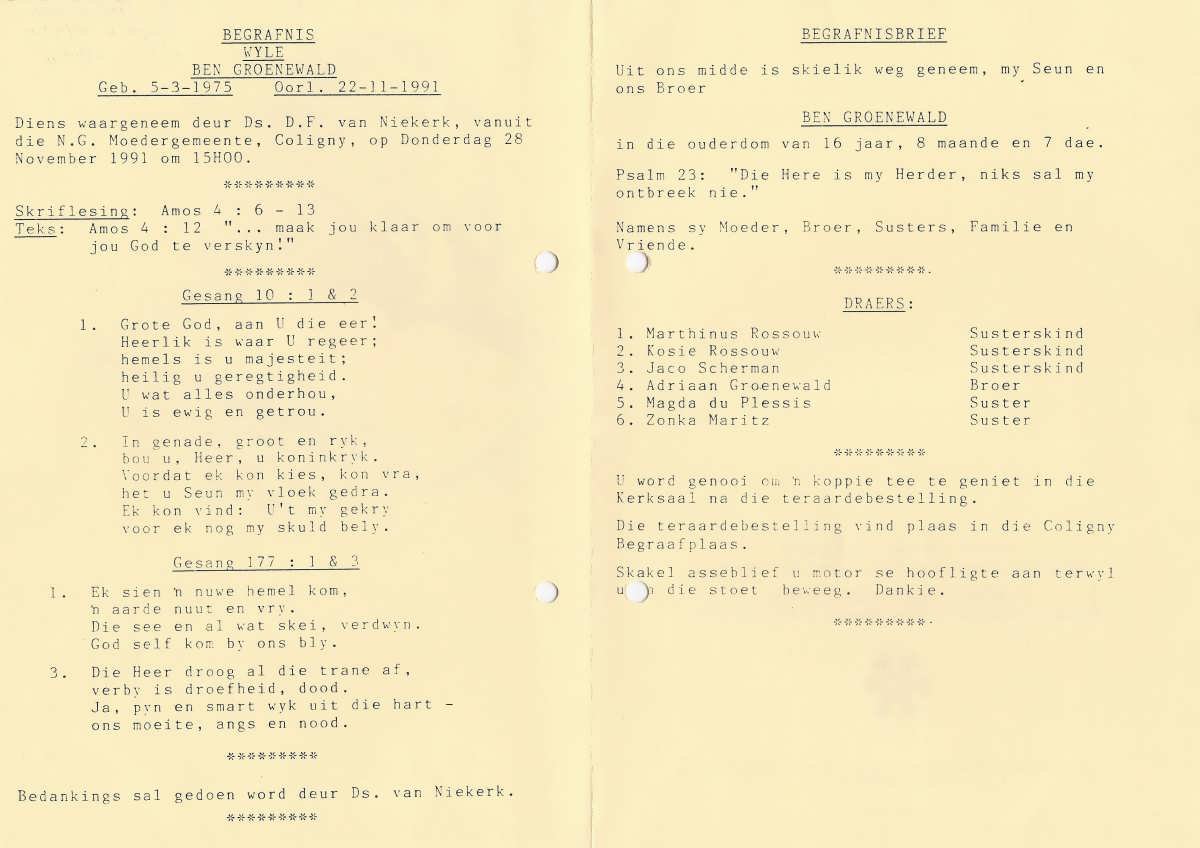 BEGRAFNIS
WYLE
BEN GROENEWALD
Geb. 5-3-1975 Oorl. 22-11-1991
Diens waargeneem deur Ds. D.F. van Niekerk, vanuit
die N.G. Moedergemeente, Coligny, op Donderdag 28
November 1991 om 15H00.
*********
Skriflesing: Amos 4 : 6 - 13
Teks: Amos 4 : 12 "... maak jou klaar om voor
jou God te verskyn!"
*********
Gesang 10 : 1 & 2
1. Grote God, aan U die eer!
Heerlik is waar U regeer;
hemels is u majesteit;
heilig u geregtigheid.
U wat alles onderhou,
U is ewig en getrou.
2. In genade, groot en ryk,
bou u, Heer, u koninkryk.
Voordat ek kon kies, kon vra,
het u Seun my vloek gedra.
Ek kon vind: U't my gekry
voor ek nog my skuld bely.
Gesang 177 : 1 & 3
1. Ek sien 'n nuwe hemel kom,
'n aarde nuut en vry.
Die see en al wat skei, verdwyn.
God self kom by ons bly.
3. Die Heer droog al die trane af,
verby is droefheid, dood.
Ja, pyn en smart wyk uit die hart -
ons moeite, angs en nood.
*********
Bedankings sal gedoen word deur Ds. van Niekerk.
*********
BEGRAFNISBRIEF
Uit ons midde is skielik weg geneem, my Seun en
ons Broer
BEN GROENEWALD
in die ouderdom van 16 jaar, 8 maande en 7 dae.
Psalm 23: "Die Here is my Herder, niks sal my
ontbreek nie."
Namens sy Moeder, Broer, Susters, Familie en
Vriende.
*********.
DRAERS:
1. Marthinus Rossouw Susterskind
2. Kosie Rossouw Susterskind
3. Jaco Scherman Susterskind
4. Adriaan Groenewald Broer
5. Magda du Plessis Suster
6. Zonka Maritz Suster
*********
U word genooi om 'n koppie tee te geniet in die
Kerksaal na die teraardebestelling.
Die teraardebestelling vind plaas in die Coligny
Begraafplaas.
Skakel asseblief u motor se hoofligte aan terwyl
u die stoet beweeg. Dankie.
*********.